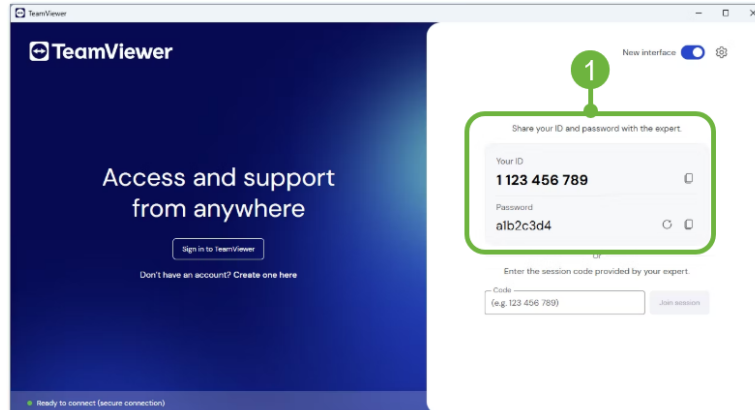 TeamViewer
TeamViewer
New interface
1
Share your ID and password with the expert.
Your ID
1 123 456 789
Password
a1b2c3d4
or
Enter the session code provided by your expert.
Code
(e.g. 123 456 789)
Join session
Access and support
from anywhere
Sign in to TeamViewer
Don't have an account? Create one here
Ready to connect (secure connection)